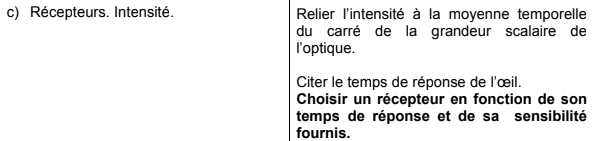 c) Récepteurs. Intensité.
Relier l’intensité à la moyenne temporelle
du carré de la grandeur scalaire de
l’optique.
Citer le temps de réponse de l’œil.
Choisir un récepteur en fonction de son
temps de réponse et de sa sensibilité
fournis.